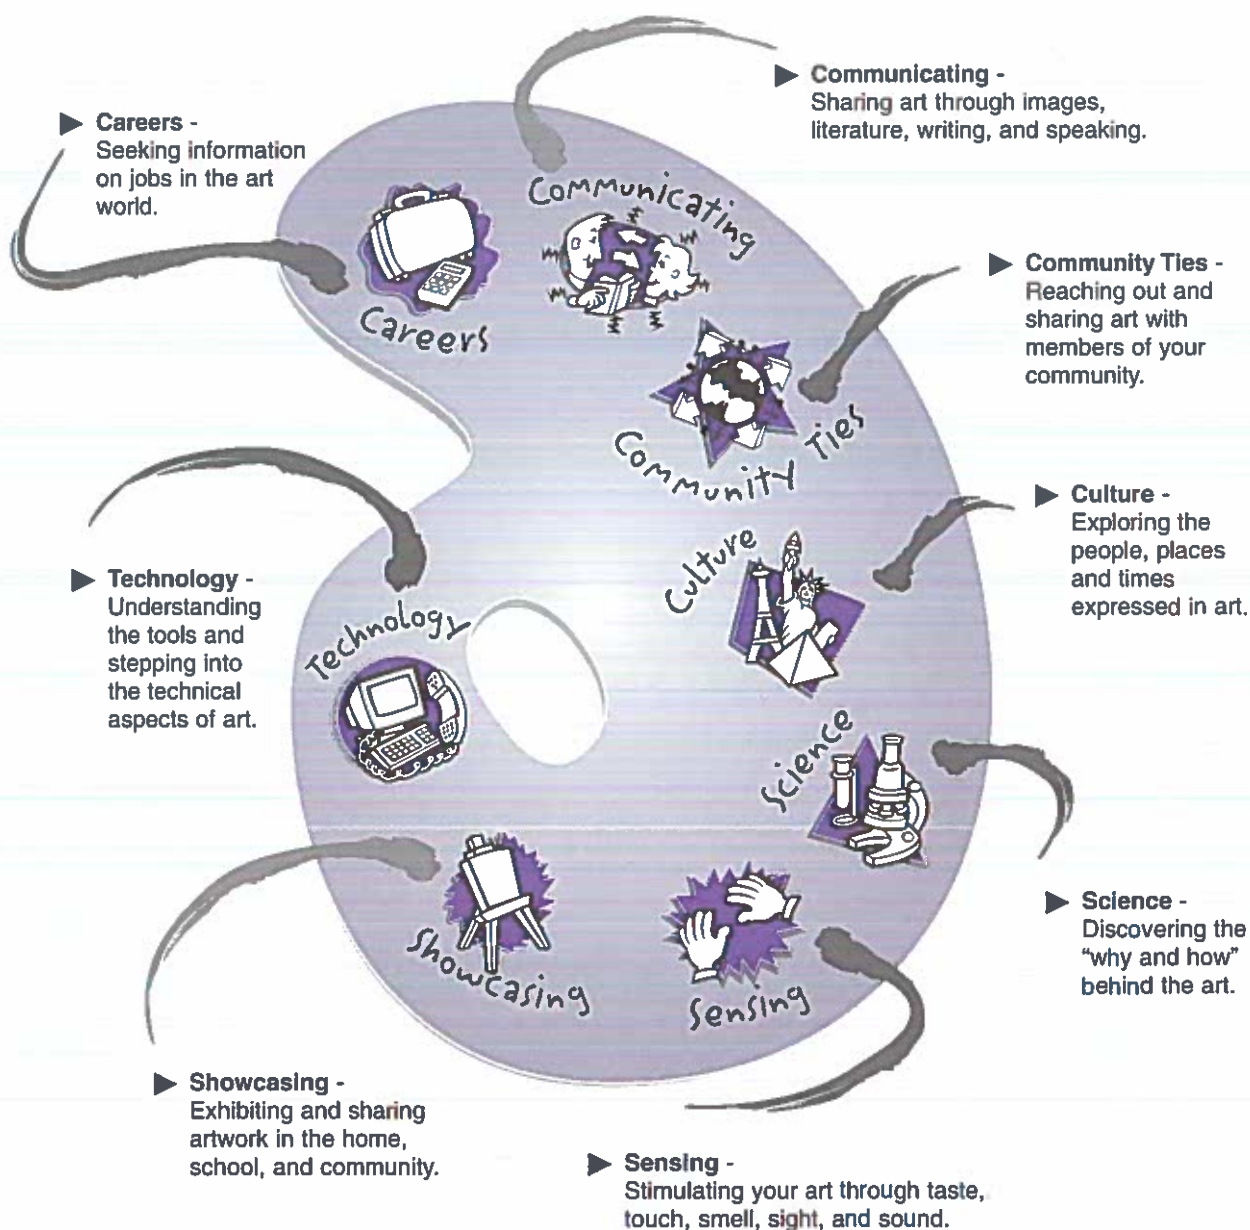 Communicating -
Sharing art through images,
literature, writing, and speaking.
Careers -
Seeking information
on jobs in the art
world.
Communicating
Careers
Community Ties -
Reaching out and
sharing art with
members of your
community.
Community Ties
Culture -
Exploring the
people, places
and times
expressed in art.
Culture
Technology -
Understanding
the tools and
stepping into
the technical
aspects of art.
Technology
Science
Science -
Discovering the
"why and how"
behind the art.
Showcasing
Sensing
Showcasing -
Exhibiting and sharing
artwork in the home,
school, and community.
Sensing -
Stimulating your art through taste,
touch, smell, sight, and sound.